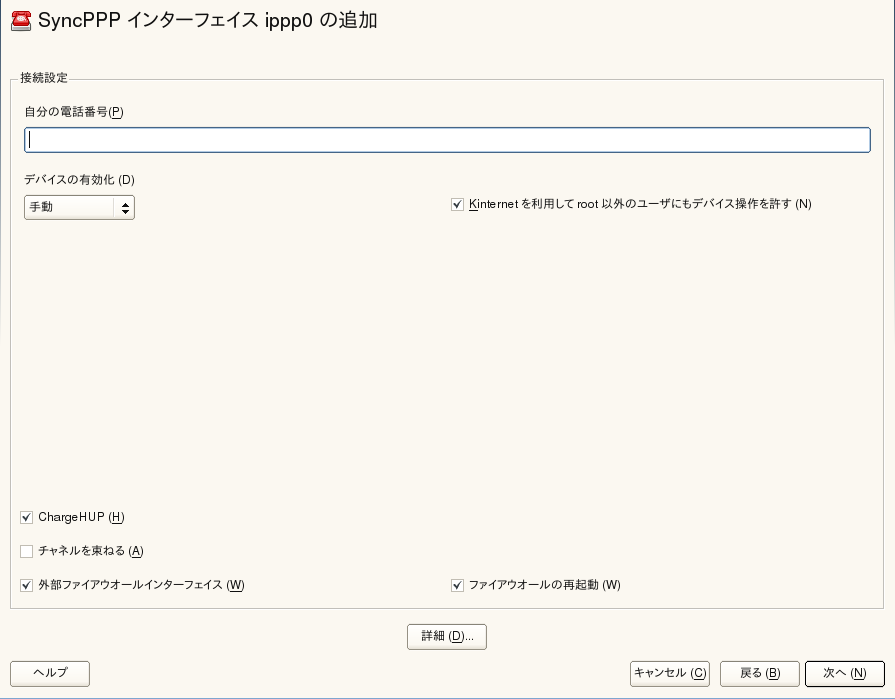 SyncPPP インターフェイス ippp0 の追加
接続設定
自分の電話番号(P)
デバイスの有効化 (D)
手動
Kinternet を利用して root 以外のユーザにもデバイス操作を許す (N)
ChargeHUP (H)
チャネルを束ねる (A)
外部ファイアウオールインターフェイス (W)
ファイアウオールの再起動 (W)
詳細 (D)...
ヘルプ
キャンセル (C)
戻る (B)
次へ (N)